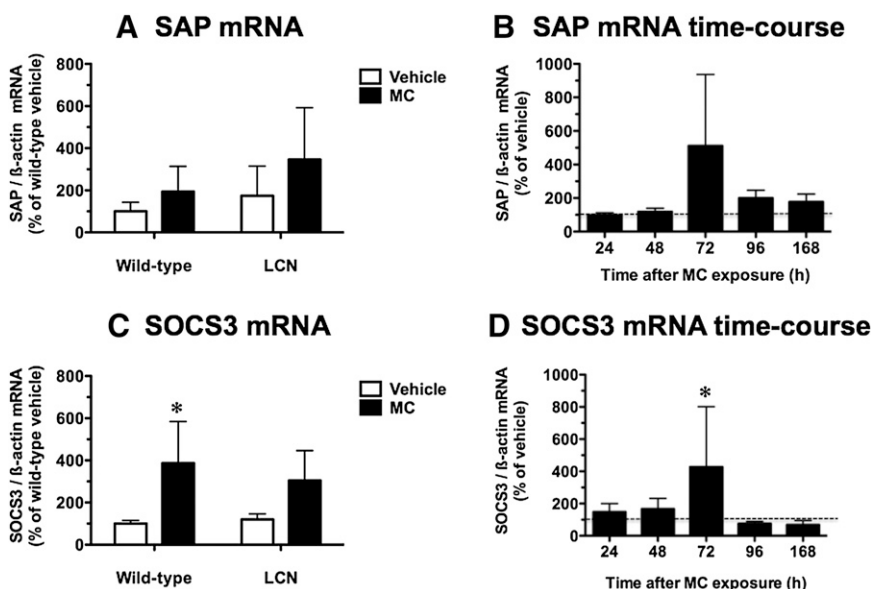 A SAP mRNA
SAP / ß-actin mRNA
(% of wild-type vehicle)
800
600
400
200
0
Wild-type LCN
Vehicle
MC
B SAP mRNA time-course
SAP / ß-actin mRNA
(% of vehicle)
1000
800
600
400
200
0
24 48 72 96 168
Time after MC exposure (h)
C SOCS3 mRNA
SOCS3 / ß-actin mRNA
(% of wild-type vehicle)
800
600
400
200
0
*
Wild-type LCN
Vehicle
MC
D SOCS3 mRNA time-course
SOCS3 / ß-actin mRNA
(% of vehicle)
1000
800
600
400
200
0
*
24 48 72 96 168
Time after MC exposure (h)